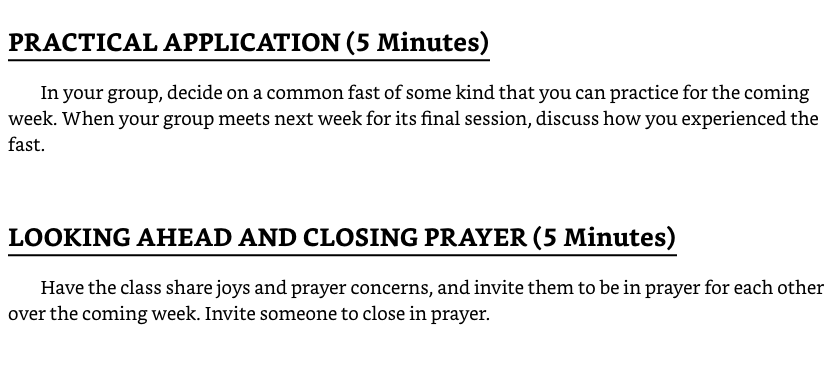 PRACTICAL APPLICATION (5 Minutes)
In your group, decide on a common fast of some kind that you can practice for the coming
week. When your group meets next week for its final session, discuss how you experienced the
fast.
LOOKING AHEAD AND CLOSING PRAYER (5 Minutes)
Have the class share joys and prayer concerns, and invite them to be in prayer for each other
over the coming week. Invite someone to close in prayer.